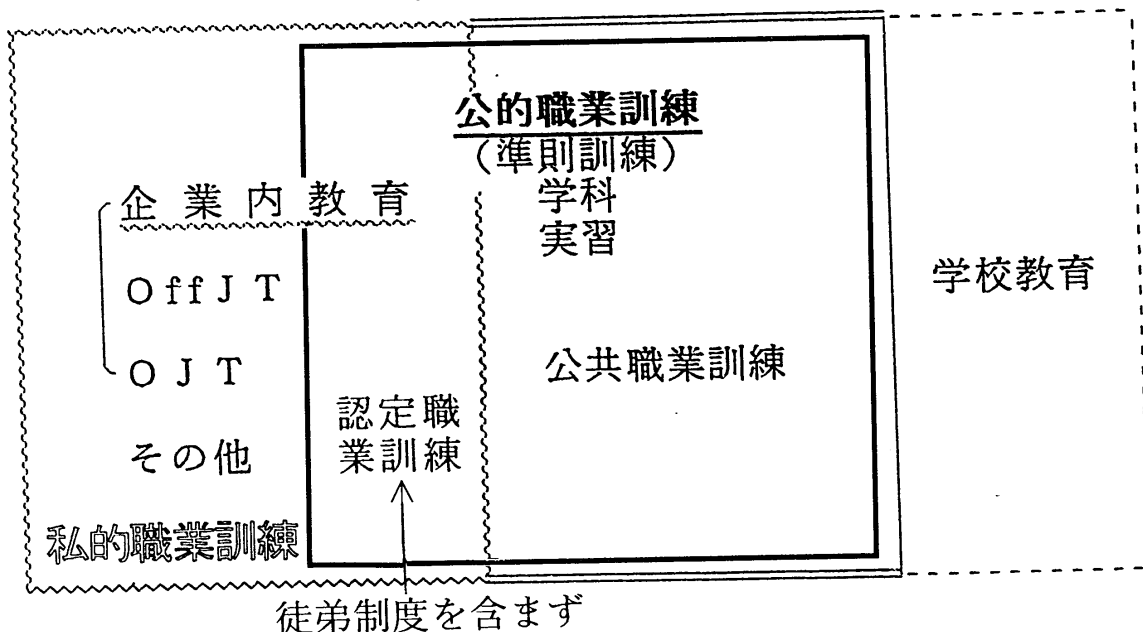 公的職業訓練
(準則訓練)
学科
実習
企業内教育
OffJT
OJT
その他
私的職業訓練
認定職
業訓練
公共職業訓練
学校教育
徒弟制度を含まず